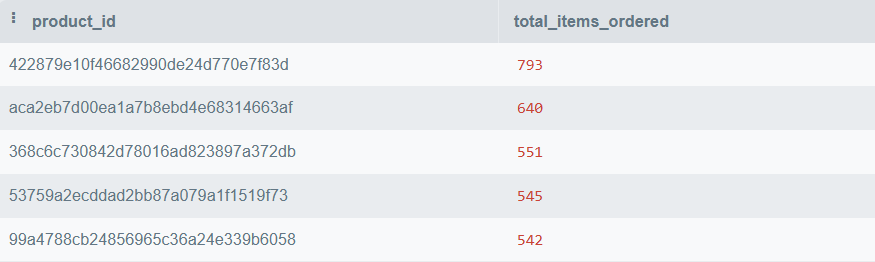 product_id total_items_ordered
422879e10f46682990de24d770e7f83d 793
aca2eb7d00ea1a7b8ebd4e68314663af 640
368c6c730842d78016ad823897a372db 551
53759a2ecddad2bb87a079a1f1519f73 545
99a4788cb24856965c36a24e339b6058 542